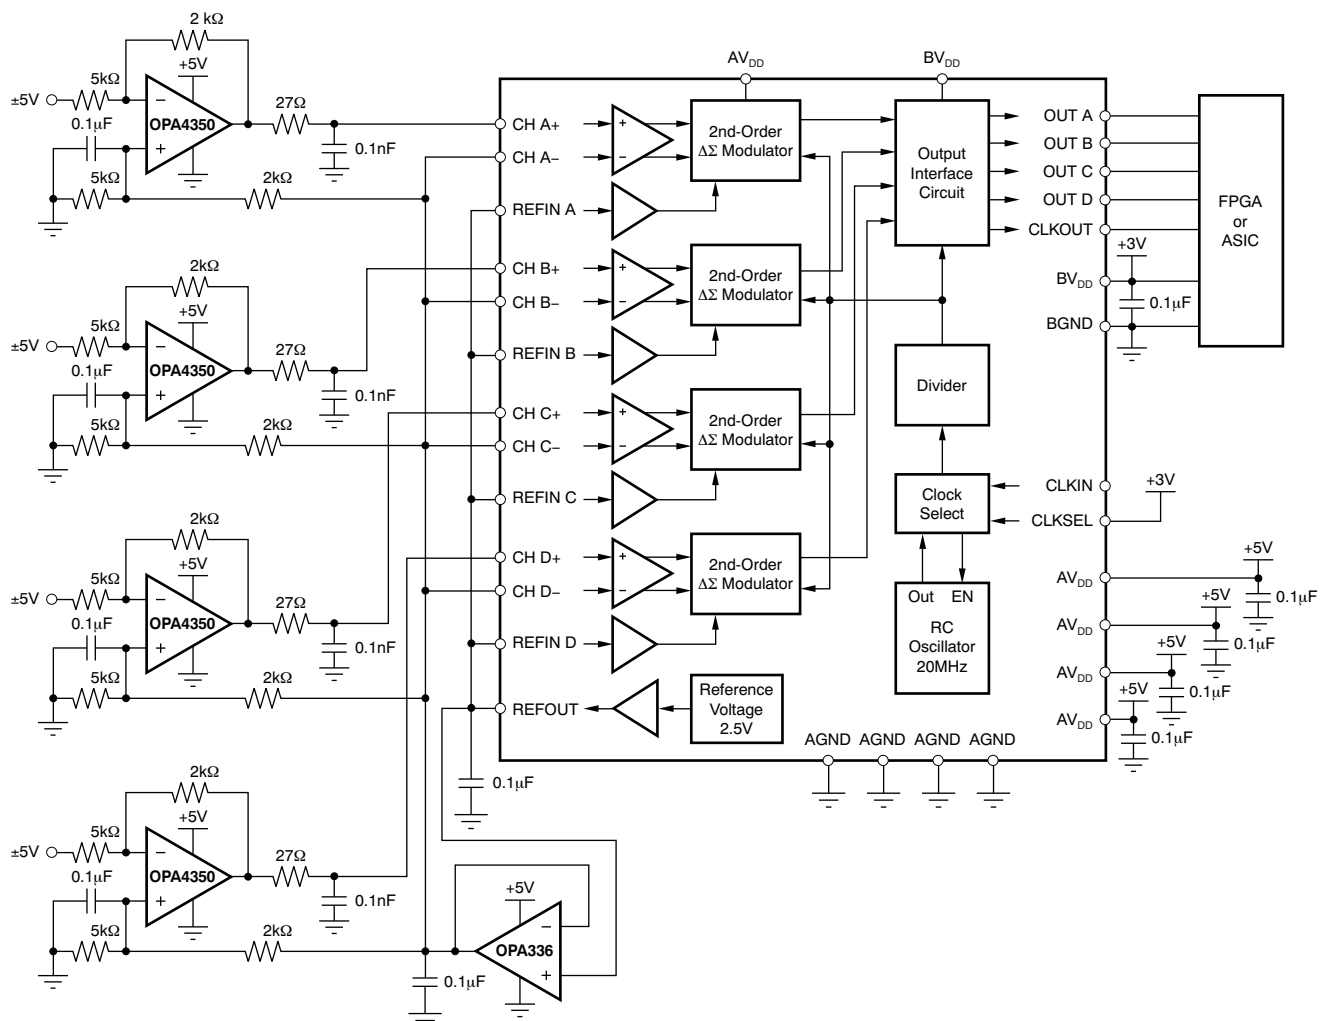 2 kΩ
+5V
5kΩ
±5V
0.1µF
OPA4350
27Ω
0.1nF
5kΩ
2kΩ
2kΩ
+5V
5kΩ
±5V
0.1µF
OPA4350
27Ω
0.1nF
5kΩ
2kΩ
2kΩ
+5V
5kΩ
±5V
0.1µF
OPA4350
27Ω
0.1nF
5kΩ
2kΩ
2kΩ
+5V
5kΩ
±5V
0.1µF
OPA4350
27Ω
0.1nF
5kΩ
2kΩ
0.1µF
0.1µF
+5V
OPA336
−
+
AVDD
BVDD
CH A+
CH A−
REFIN A
CH B+
CH B−
REFIN B
CH C+
CH C−
REFIN C
CH D+
CH D−
REFIN D
REFOUT
2nd-Order
ΔΣ Modulator
2nd-Order
ΔΣ Modulator
2nd-Order
ΔΣ Modulator
2nd-Order
ΔΣ Modulator
Reference
Voltage
2.5V
Output
Interface
Circuit
Divider
Clock
Select
Out EN
RC
Oscillator
20MHz
OUT A
OUT B
OUT C
OUT D
CLKOUT
BVDD
BGND
+3V
0.1µF
FPGA
or
ASIC
CLKIN
CLKSEL
+3V
AVDD
+5V
0.1µF
AVDD
+5V
0.1µF
AVDD
+5V
0.1µF
AVDD
+5V
0.1µF
AGND AGND AGND AGND